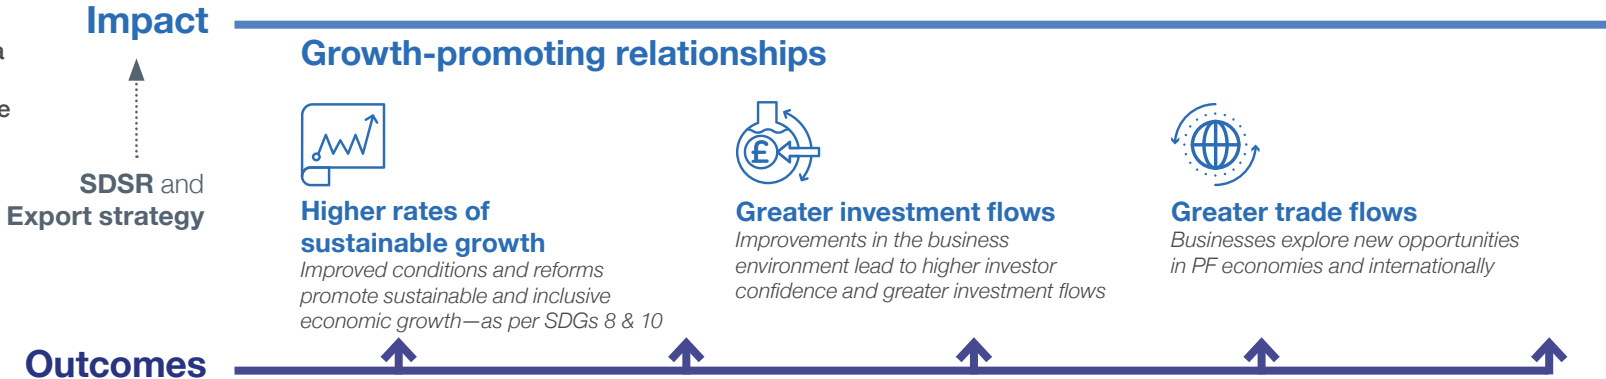 Impact
Growth-promoting relationships
a
e
SDSR and
Export strategy
£
Higher rates of
sustainable growth
Improved conditions and reforms
promote sustainable and inclusive
economic growth—as per SDGs 8 & 10
Greater investment flows
Improvements in the business
environment lead to higher investor
confidence and greater investment flows
Greater trade flows
Businesses explore new opportunities
in PF economies and internationally
Outcomes